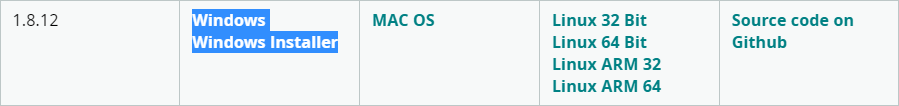 1.8.12
Windows
Windows Installer
MAC OS
Linux 32 Bit
Linux 64 Bit
Linux ARM 32
Linux ARM 64
Source code on
Github